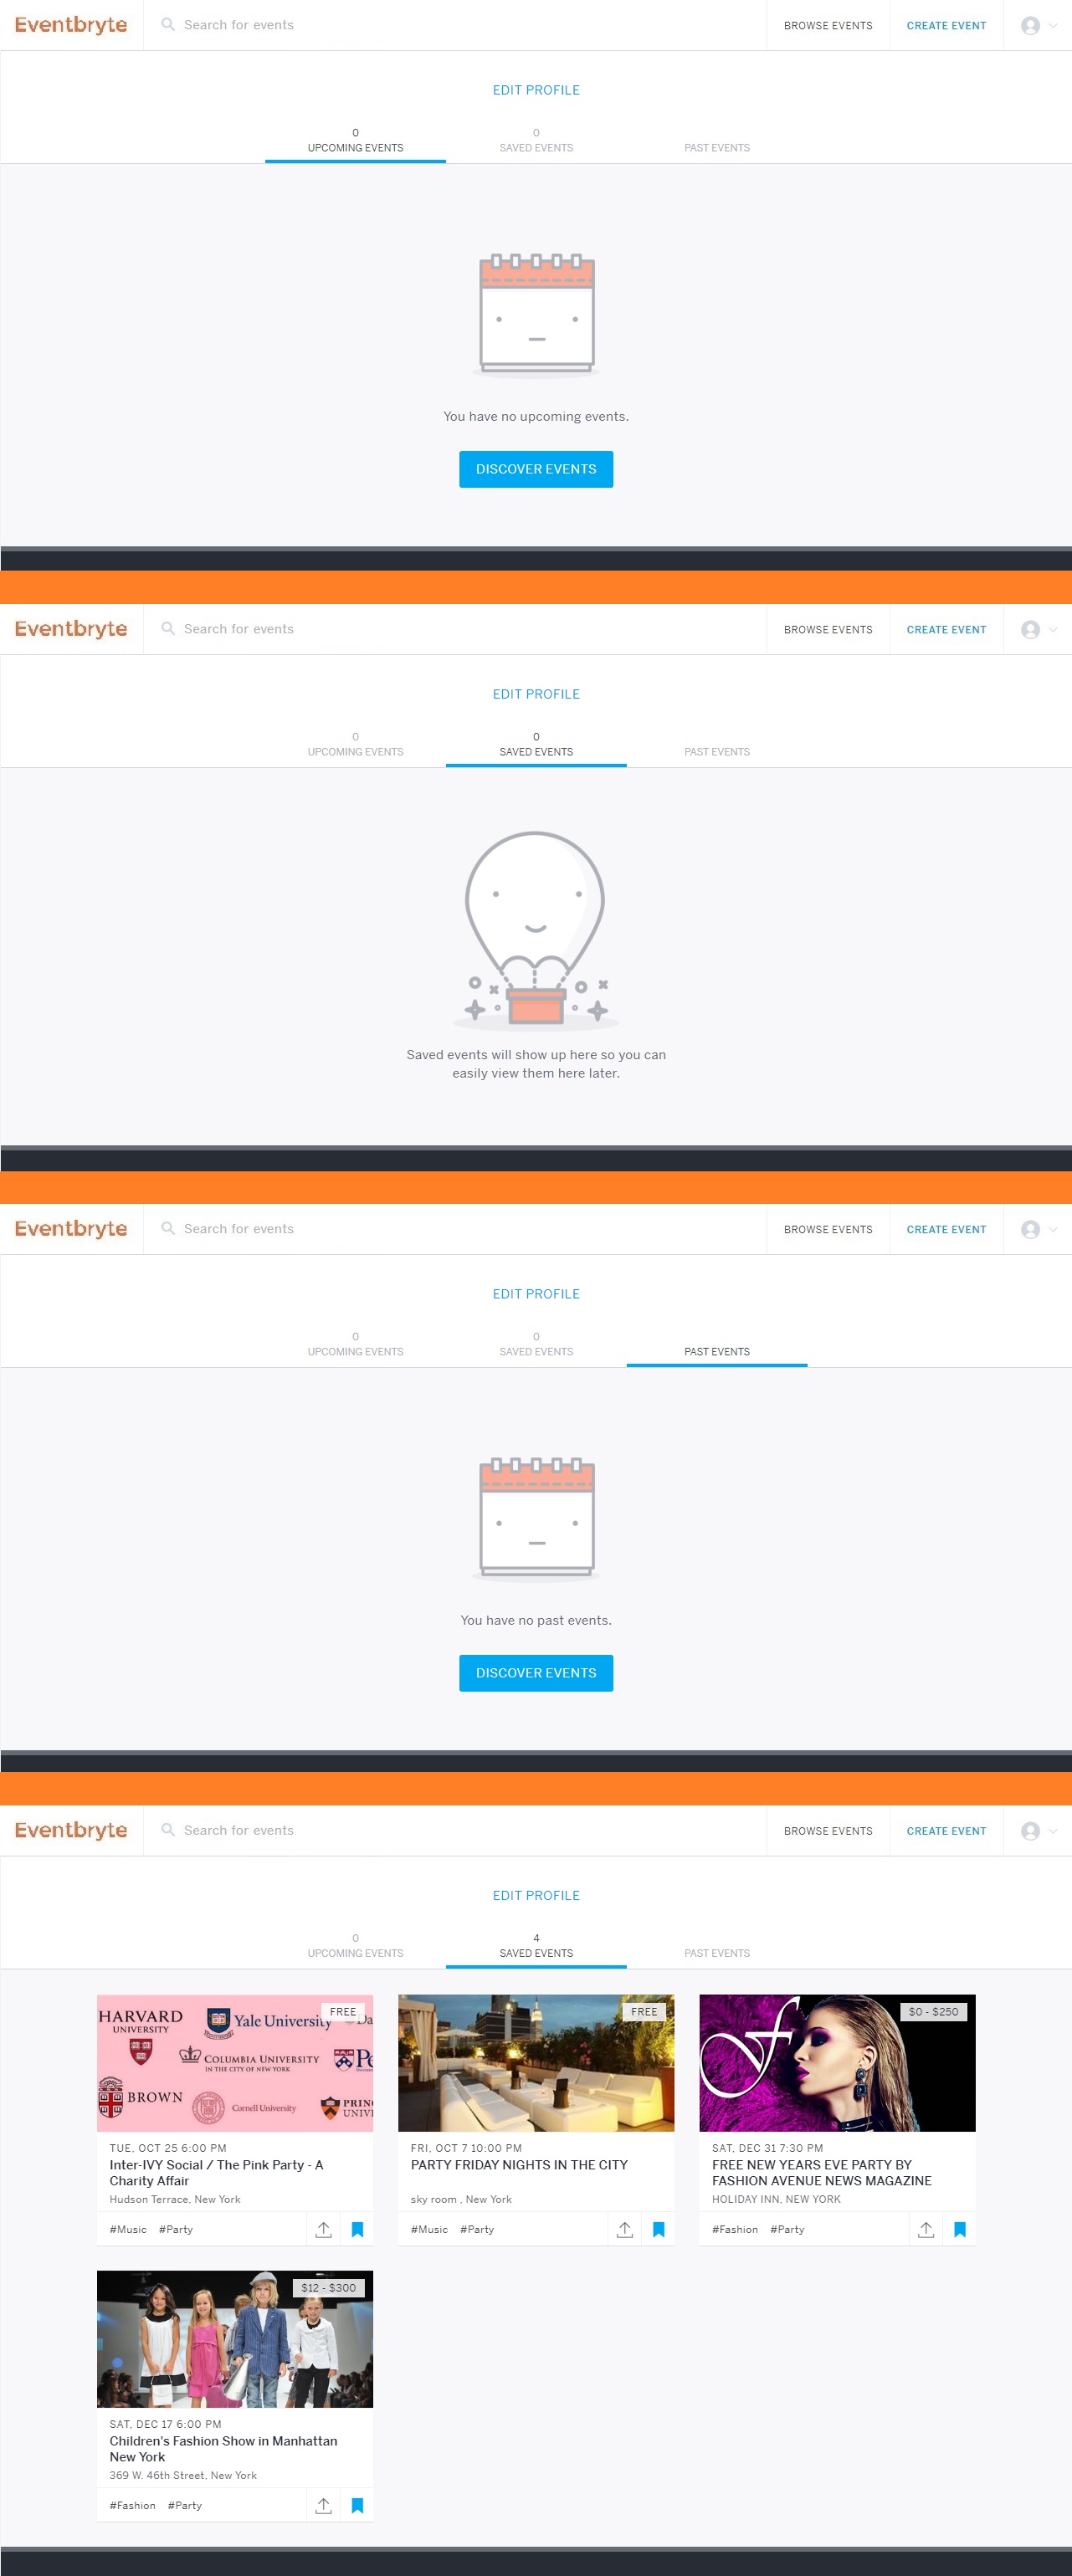 Eventbryte
Search for events
BROWSE EVENTS
CREATE EVENT
EDIT PROFILE
0
UPCOMING EVENTS
0
SAVED EVENTS
PAST EVENTS
You have no upcoming events.
DISCOVER EVENTS
Eventbryte
Search for events
BROWSE EVENTS
CREATE EVENT
EDIT PROFILE
0
UPCOMING EVENTS
0
SAVED EVENTS
PAST EVENTS
Saved events will show up here so you can
easily view them here later.
Eventbryte
Search for events
BROWSE EVENTS
CREATE EVENT
EDIT PROFILE
0
UPCOMING EVENTS
0
SAVED EVENTS
PAST EVENTS
You have no past events.
DISCOVER EVENTS
Eventbryte
Search for events
BROWSE EVENTS
CREATE EVENT
EDIT PROFILE
0
UPCOMING EVENTS
4
SAVED EVENTS
PAST EVENTS
FREE
HARVARD
UNIVERSITY
Yale University
Da
COLUMBIA UNIVERSITY
IN THE CITY OF NEW YORK
Pe
BROWN
Cornell University
PRINC
UNIVE
TUE, OCT 25 6:00 PM
Inter-IVY Social / The Pink Party - A
Charity Affair
Hudson Terrace, New York
#Music #Party
FREE
FRI, OCT 7 10:00 PM
PARTY FRIDAY NIGHTS IN THE CITY
sky room , New York
#Music #Party
$0 - $250
SAT, DEC 31 7:30 PM
FREE NEW YEARS EVE PARTY BY
FASHION AVENUE NEWS MAGAZINE
HOLIDAY INN, NEW YORK
#Fashion #Party
$12 - $300
SAT, DEC 17 6:00 PM
Children's Fashion Show in Manhattan
New York
369 W. 46th Street, New York
#Fashion #Party